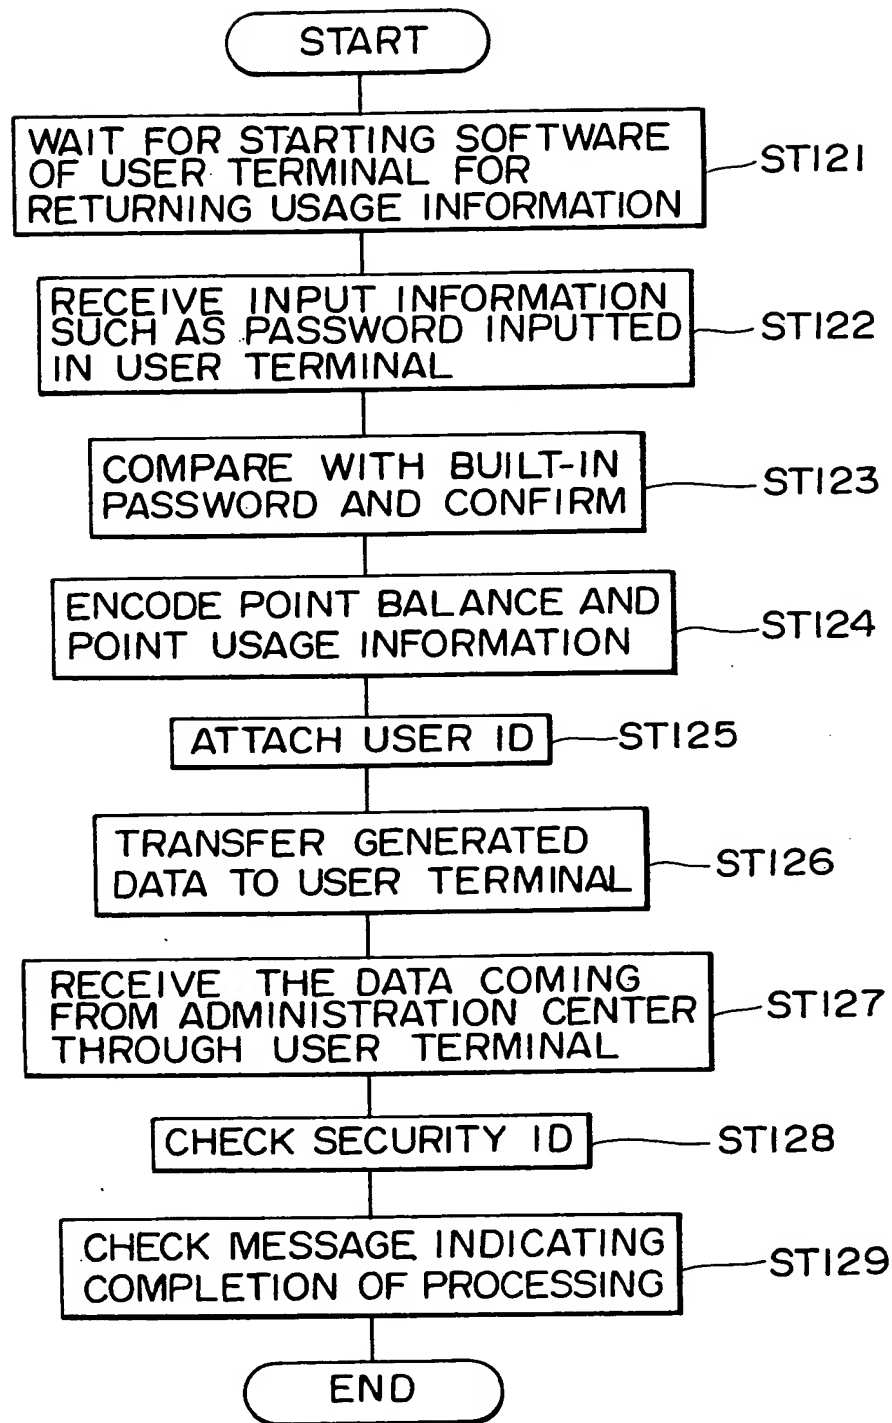 START
WAIT FOR STARTING SOFTWARE
OF USER TERMINAL FOR
RETURNING USAGE INFORMATION
ST121
RECEIVE INPUT INFORMATION
SUCH AS PASSWORD INPUTTED
IN USER TERMINAL
ST122
COMPARE WITH BUILT-IN
PASSWORD AND CONFIRM
ST123
ENCODE POINT BALANCE AND
POINT USAGE INFORMATION
ST124
ATTACH USER ID
ST125
TRANSFER GENERATED
DATA TO USER TERMINAL
ST126
RECEIVE THE DATA COMING
FROM ADMINISTRATION CENTER
THROUGH USER TERMINAL
ST127
CHECK SECURITY ID
ST128
CHECK MESSAGE INDICATING
COMPLETION OF PROCESSING
ST129
END